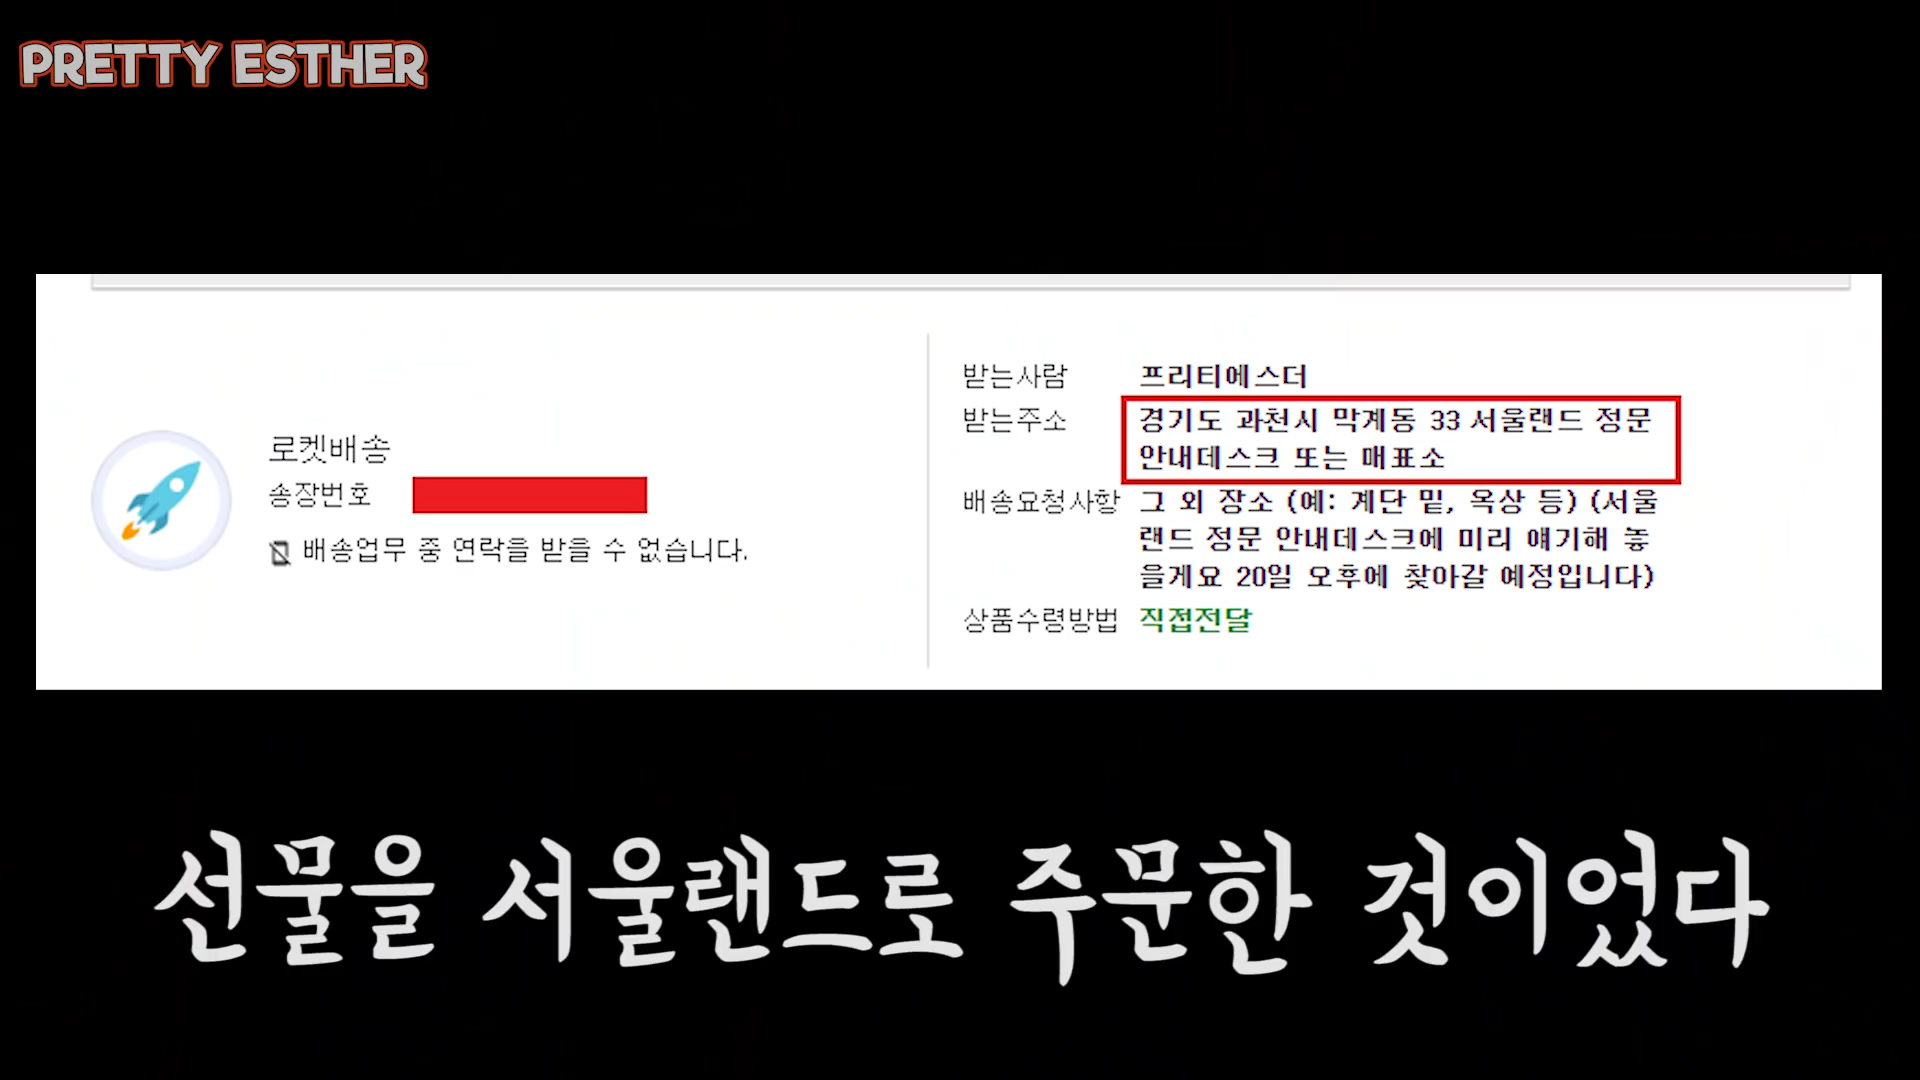 PRETTY ESTHER
로켓배송
송장번호
배송업무 중 연락을 받을 수 없습니다.
받는사람 프리티에스더
받는주소 경기도 과천시 막계동 33 서울랜드 정문
안내데스크 또는 매표소
배송요청사항 그 외 장소 (예: 계단 밑, 옥상 등) (서울
랜드 정문 안내데스크에 미리 얘기해 놓
을게요 20일 오후에 찾아갈 예정입니다)
상품수령방법 직접전달
선물을 서울랜드로 주문한 것이었다